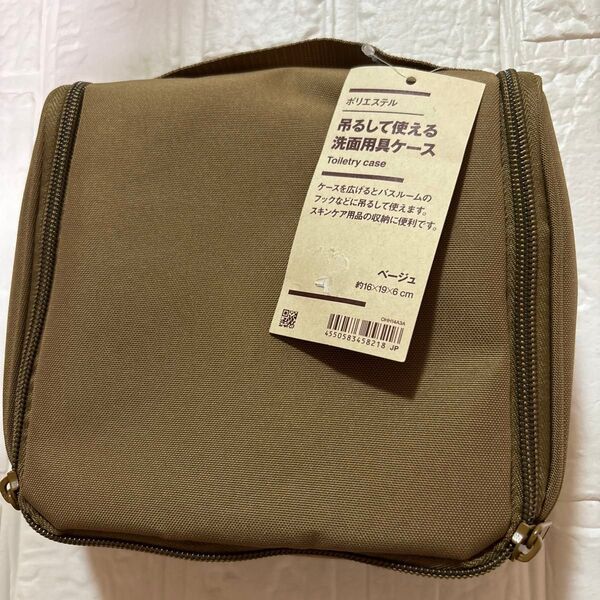 ポリエステル
吊るして使える
洗面用具ケース
Toiletry case
ケースを広げるとバスルームの
フックなどに吊るして使えます。
スキンケア用品の収納に便利です。
ベージュ
約16×19×6 cm
OHH14A3A
4550583458218 JP